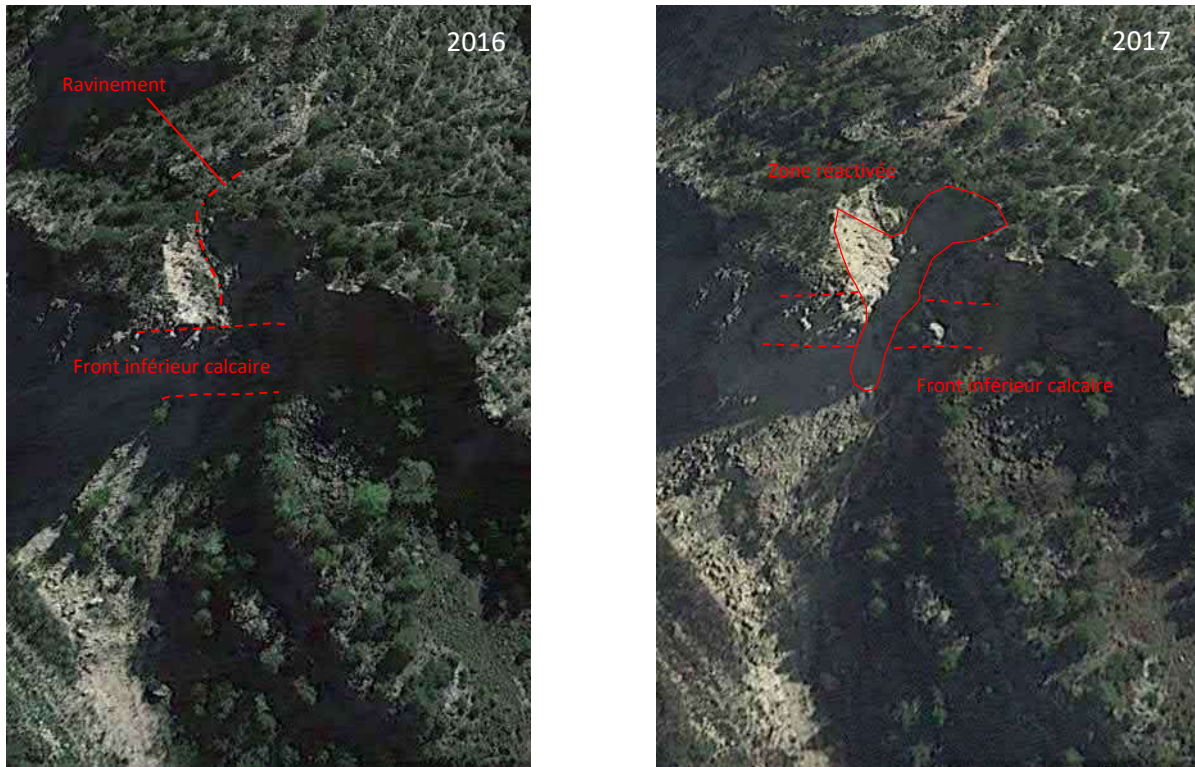 2016
Ravinement
Front inférieur calcaire
2017
Zone réactivée
Front inférieur calcaire